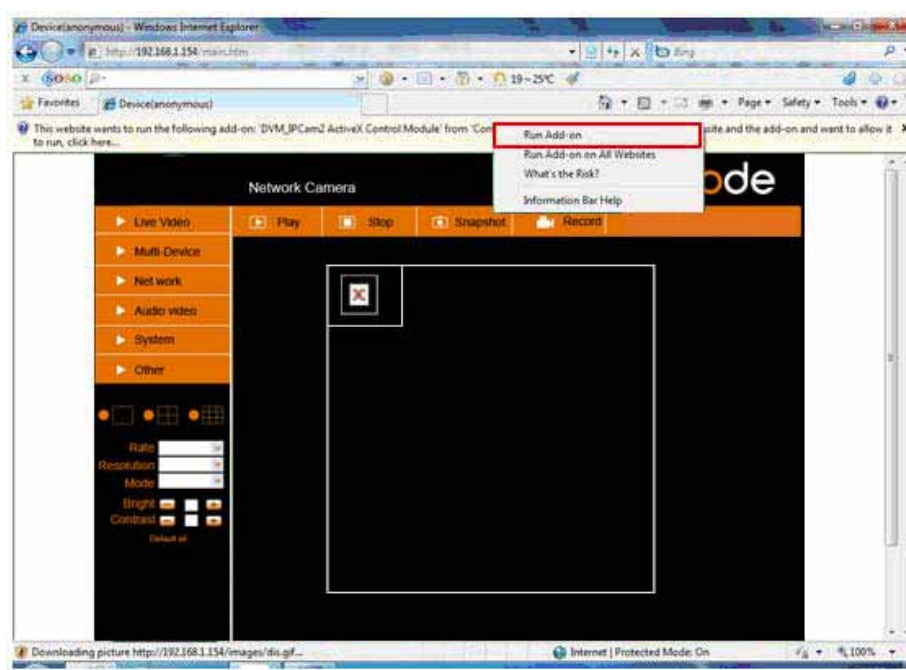 Device(anonymous) - Windows Internet Explorer
http://192.168.1.154/main.htm
Bing
SOSO
19~25℃
Favorites
Device(anonymous)
Page
Safety
Tools
This website wants to run the following add-on: 'DVM_IPCam2 ActiveX Control Module' from 'Con
site and the add-on and want to allow it
to run, click here...
Run Add-on
Run Add-on on All Websites
What's the Risk?
Information Bar Help
Network Camera
ode
Live Video
Play
Stop
Snapshot
Record
Multi-Device
Net work
Audio video
System
Other
Rate
Resolution
Mode
Bright
Contrast
Default all
Downloading picture http://192.168.1.154/images/dis.gif...
Internet | Protected Mode: On
100%